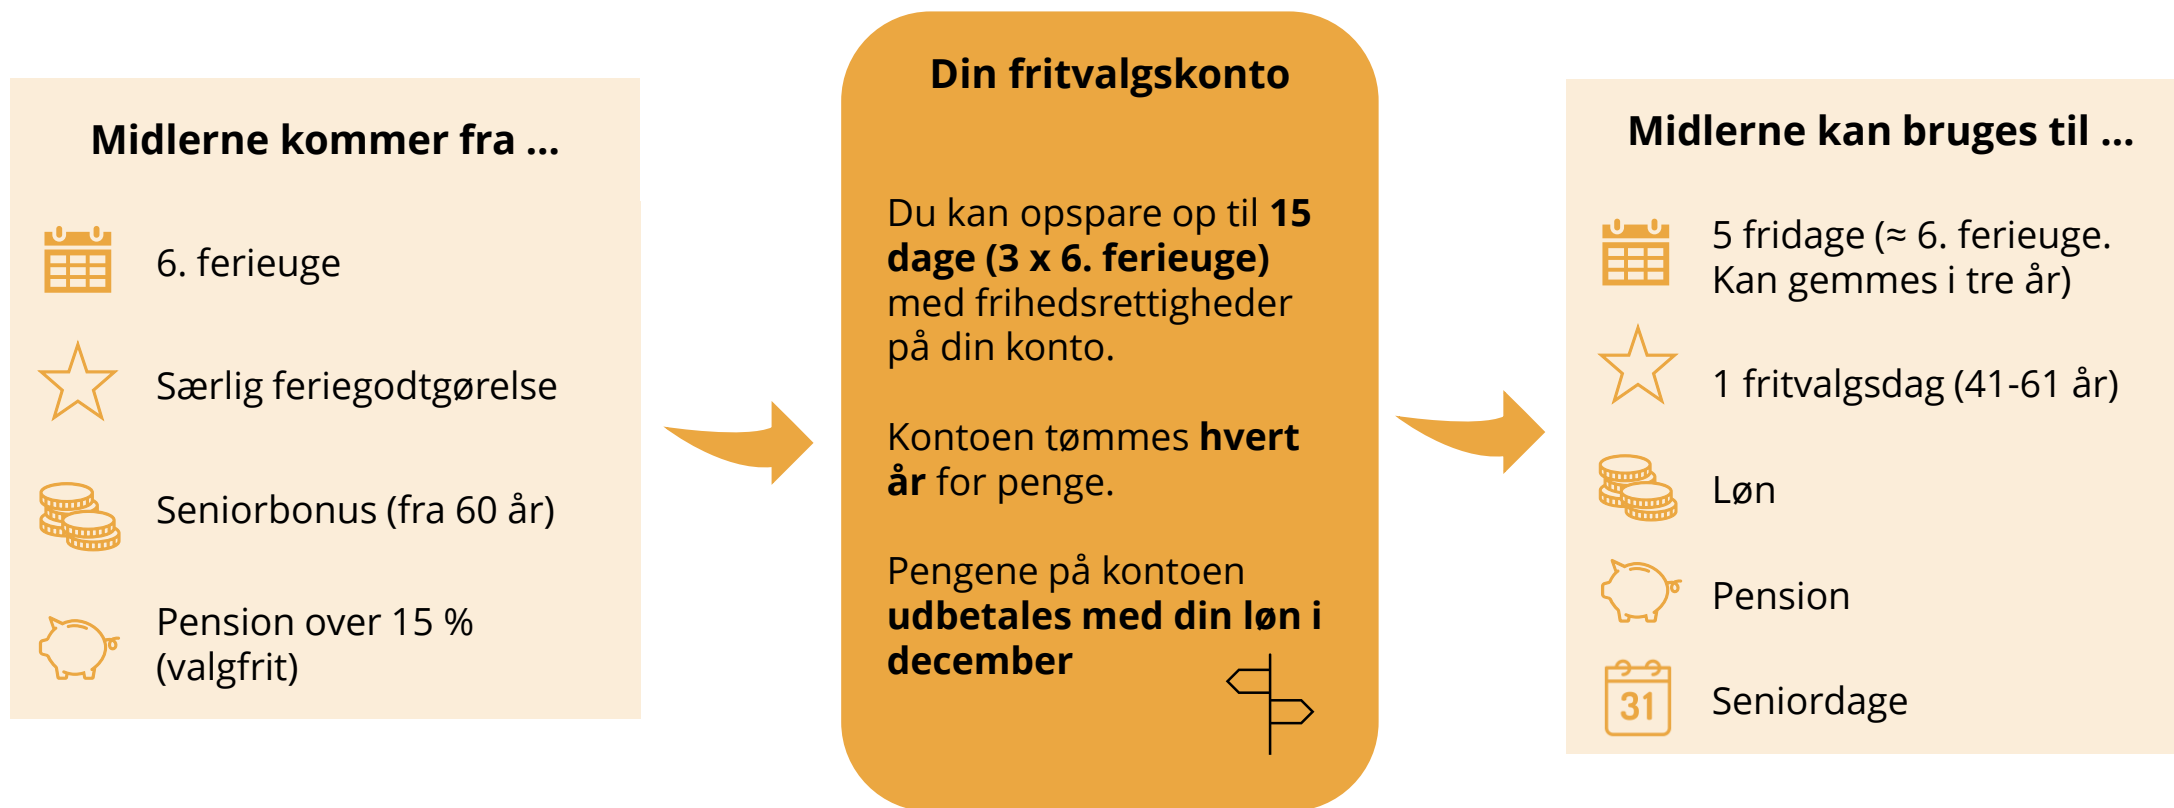 Midlerne kommer fra ...
6. ferieuge
Særlig feriegodtgørelse
Seniorbonus (fra 60 år)
Pension over 15 %
(valgfrit)
Din fritvalgskonto
Du kan opspare op til 15
dage (3 x 6. ferieuge)
med frihedsrettigheder
på din konto.
Kontoen tømmes hvert
år for penge.
Pengene på kontoen
udbetales med din løn i
december
Midlerne kan bruges til ...
5 fridage (≈ 6. ferieuge.
Kan gemmes i tre år)
1 fritvalgsdag (41-61 år)
Løn
Pension
31
Seniordage